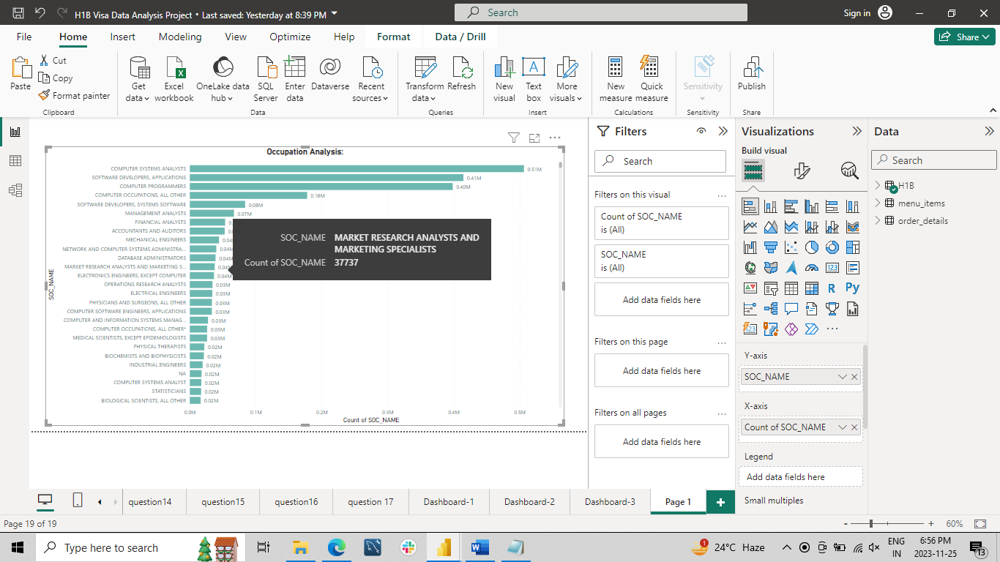 H1B Visa Data Analysis Project • Last saved: Yesterday at 8:39 PM
Search
Sign in
File
Home
Insert
Modeling
View
Optimize
Help
Format
Data / Drill
Share
Paste
Cut
Copy
Format painter
Get data
Excel workbook
OneLake data hub
SQL Server
Enter data
Dataverse
Recent sources
Transform data
Refresh
New visual
Text box
More visuals
New measure
Quick measure
Sensitivity
Publish
Clipboard
Data
Queries
Insert
Calculations
Sensitivity
Share
Occupation Analysis:
SOC_NAME
COMPUTER SYSTEMS ANALYSTS 0.51M
SOFTWARE DEVELOPERS, APPLICATIONS 0.41M
COMPUTER PROGRAMMERS 0.40M
COMPUTER OCCUPATIONS, ALL OTHER 0.18M
SOFTWARE DEVELOPERS, SYSTEMS SOFTWARE 0.08M
MANAGEMENT ANALYSTS 0.07M
FINANCIAL ANALYSTS
ACCOUNTANTS AND AUDITORS
MECHANICAL ENGINEERS
NETWORK AND COMPUTER SYSTEMS ADMINISTRA...
DATABASE ADMINISTRATORS
MARKET RESEARCH ANALYSTS AND MARKETING S...
ELECTRONICS ENGINEERS, EXCEPT COMPUTER 0.04M
OPERATIONS RESEARCH ANALYSTS 0.03M
ELECTRICAL ENGINEERS 0.03M
PHYSICIANS AND SURGEONS, ALL OTHER 0.03M
COMPUTER SOFTWARE ENGINEERS, APPLICATIONS 0.03M
COMPUTER AND INFORMATION SYSTEMS MANAG... 0.03M
COMPUTER OCCUPATIONS, ALL OTHER* 0.03M
MEDICAL SCIENTISTS, EXCEPT EPIDEMIOLOGISTS 0.03M
PHYSICAL THERAPISTS 0.02M
BIOCHEMISTS AND BIOPHYSICISTS 0.02M
INDUSTRIAL ENGINEERS 0.02M
NA 0.02M
COMPUTER SYSTEMS ANALYST 0.02M
STATISTICIANS 0.02M
BIOLOGICAL SCIENTISTS, ALL OTHER 0.02M
0.0M 0.1M 0.2M 0.3M 0.4M 0.5M
Count of SOC_NAME
SOC_NAME MARKET RESEARCH ANALYSTS AND
MARKETING SPECIALISTS
Count of SOC_NAME 37737
Filters
Search
Filters on this visual
Count of SOC_NAME
is (All)
SOC_NAME
is (All)
Add data fields here
Filters on this page
Add data fields here
Filters on all pages
Add data fields here
Visualizations
Build visual
R
Py
123
Y-axis
SOC_NAME
X-axis
Count of SOC_NAME
Legend
Add data fields here
Small multiples
Data
Search
H1B
menu_items
order_details
question14
question15
question16
question 17
Dashboard-1
Dashboard-2
Dashboard-3
Page 1
Page 19 of 19
60%
Type here to search
24°C Haze
ENG
IN
6:56 PM
2023-11-25
13